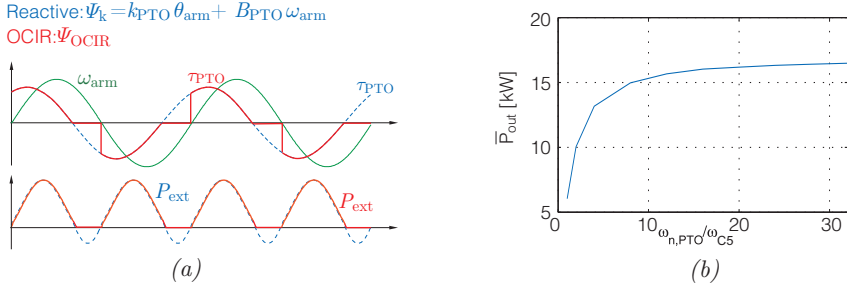 Reactive:Ψk=kPTO θarm+ BPTO ωarm
OCIR:ΨOCIR
ωarm
τPTO
τPTO
Pext
Pext
(a)
P̅out [kW]
20
15
10
5
0 10 20 30
ωn,PTO/ωC5
(b)